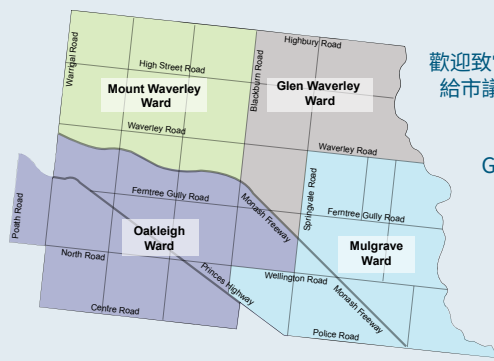 Warrigal Road
High Street Road
Highbury Road
Blackburn Road
Mount Waverley
Ward
Glen Waverley
Ward
Waverley Road
Waverley Road
Springvale Road
Ferntree Gully Road
Ferntree Gully Road
Monash Freeway
Poath Road
Oakleigh
Ward
Mulgrave
Ward
North Road
Princes Highway
Wellington Road
Monash Freeway
Centre Road
Police Road
歡迎致
給市議
G